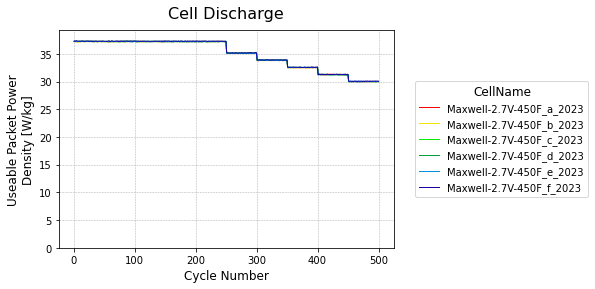 Cell Discharge
Useable Packet Power
Density [W/kg]
35
30
25
20
15
10
5
0
0 100 200 300 400 500
Cycle Number
CellName
Maxwell-2.7V-450F_a_2023
Maxwell-2.7V-450F_b_2023
Maxwell-2.7V-450F_c_2023
Maxwell-2.7V-450F_d_2023
Maxwell-2.7V-450F_e_2023
Maxwell-2.7V-450F_f_2023